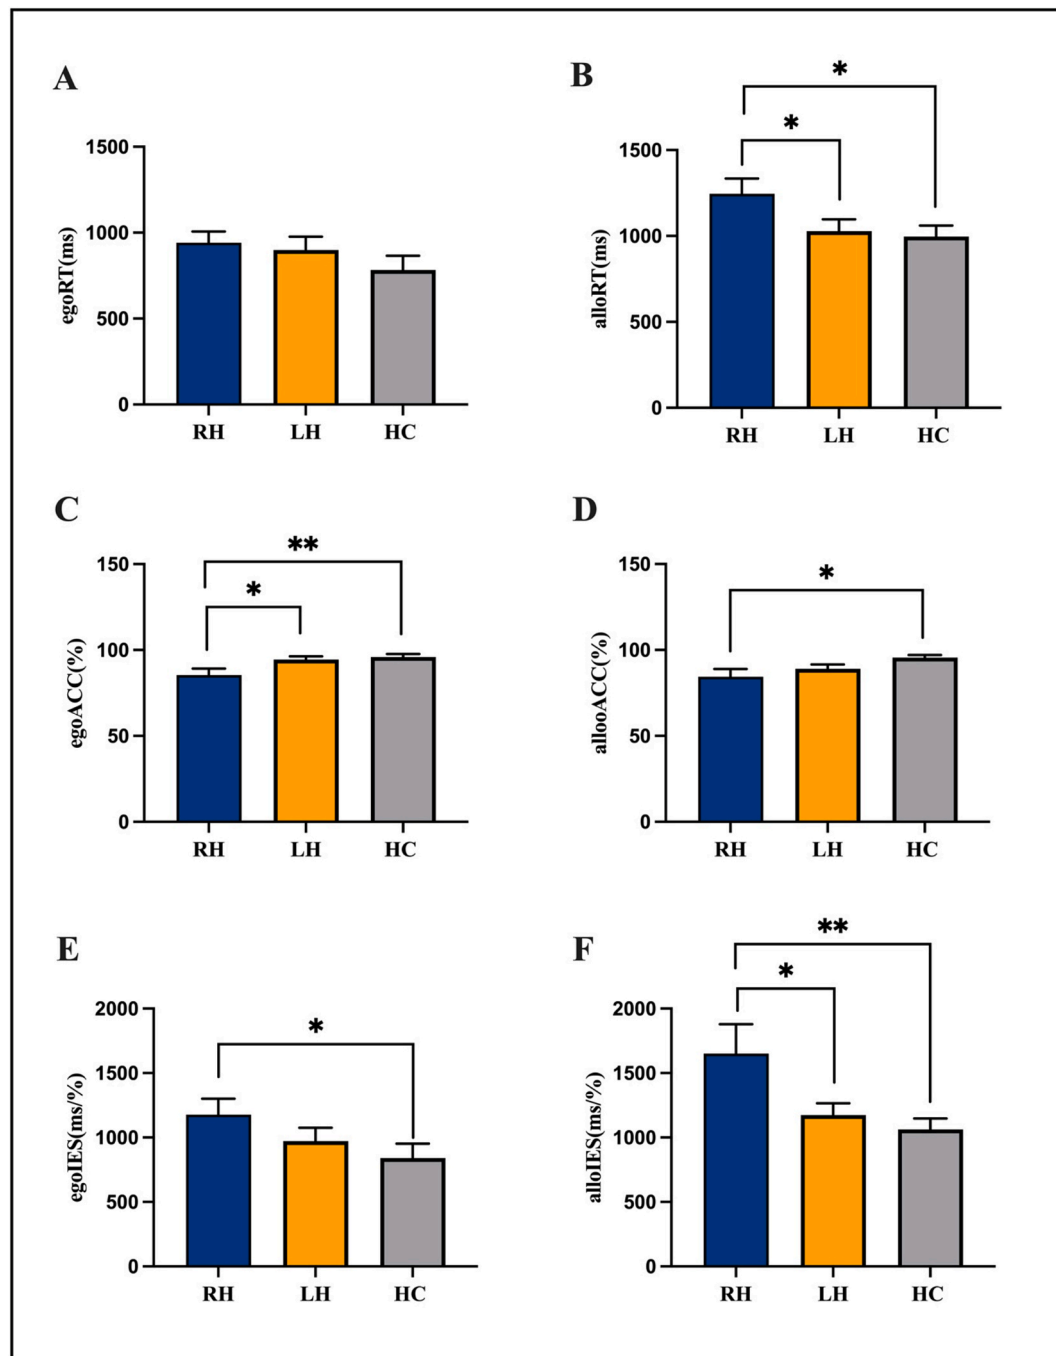 A
egoRT(ms)
1500
1000
500
0
RH LH HC
B
alloRT(ms)
*
*
1500
1000
500
0
RH LH HC
C
egoACC(%)
**
*
150
100
50
0
RH LH HC
D
allooACC(%)
*
150
100
50
0
RH LH HC
E
egoIES(ms/%)
*
2000
1500
1000
500
0
RH LH HC
F
alloIES(ms/%)
**
*
2000
1500
1000
500
0
RH LH HC